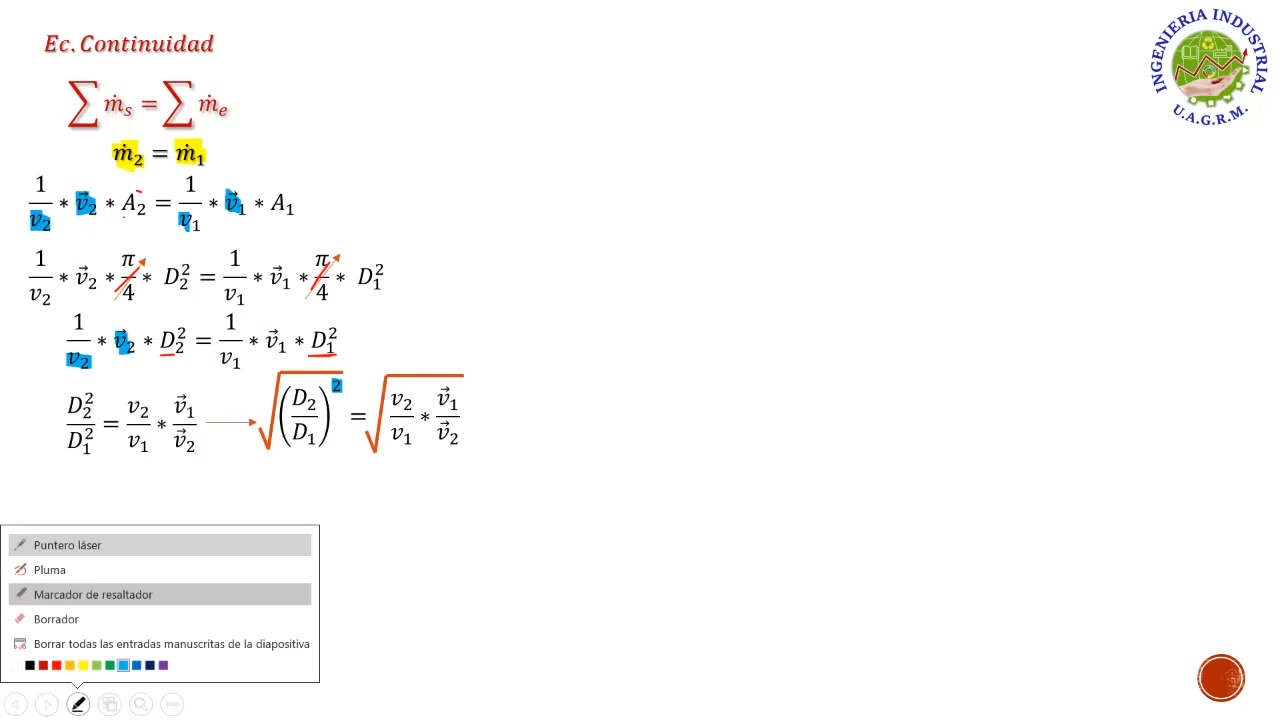 Ec. Continuidad
∑ ṁₛ = ∑ ṁₑ
ṁ₂ = ṁ₁
1/v₂ * v⃗₂ * A₂ = 1/v₁ * v⃗₁ * A₁
1/v₂ * v⃗₂ * π/4 * D₂² = 1/v₁ * v⃗₁ * π/4 * D₁²
1/v₂ * v⃗₂ * D₂² = 1/v₁ * v⃗₁ * D₁²
D₂²/D₁² = v₂/v₁ * v⃗₁/v⃗₂ → √(D₂/D₁)² = √(v₂/v₁ * v⃗₁/v⃗₂)
INGENIERIA INDUSTRIAL
U.A.G.R.M.
Puntero láser
Pluma
Marcador de resaltador
Borrador
Borrar todas las entradas manuscritas de la diapositiva